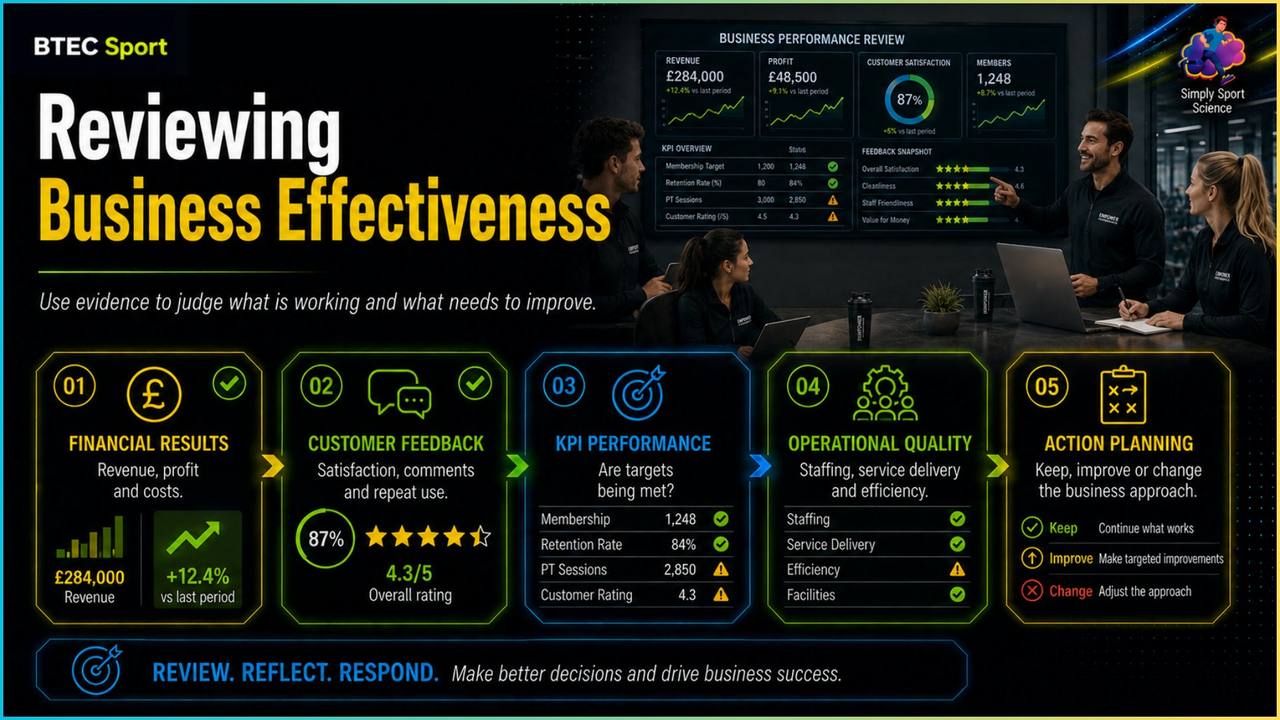 BTEC Sport
Reviewing
Business Effectiveness
Use evidence to judge what is working and what needs to improve.
BUSINESS PERFORMANCE REVIEW
REVENUE
£284,000
+12.4% vs last period
PROFIT
£48,500
+9.1% vs last period
CUSTOMER SATISFACTION
87%
+5% vs last period
MEMBERS
1,248
+8.7% vs last period
KPI OVERVIEW Status
Membership Target 1,200 1,248
Retention Rate (%) 80 84%
PT Sessions 3,000 2,850
Customer Rating (/5) 4.5 4.3
FEEDBACK SNAPSHOT
Overall Satisfaction 4.3
Cleanliness 4.6
Staff Friendliness
Value for Money
Simply Sport
Science
01
FINANCIAL RESULTS
Revenue, profit
and costs.
£284,000
Revenue
+12.4%
vs last period
02
CUSTOMER FEEDBACK
Satisfaction, comments
and repeat use.
87%
4.3/5
Overall rating
03
KPI PERFORMANCE
Are targets
being met?
Membership 1,248
Retention Rate 84%
PT Sessions 2,850
Customer Rating 4.3
04
OPERATIONAL QUALITY
Staffing, service delivery
and efficiency.
Staffing
Service Delivery
Efficiency
Facilities
05
ACTION PLANNING
Keep, improve or change
the business approach.
Keep Continue what works
Improve Make targeted improvements
Change Adjust the approach
REVIEW. REFLECT. RESPOND. Make better decisions and drive business success.